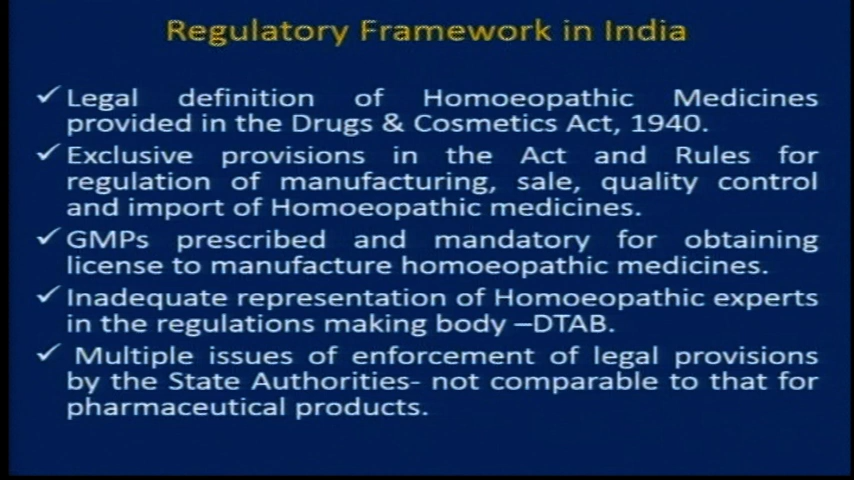 Regulatory Framework in India
✓ Legal definition of Homoeopathic Medicines
provided in the Drugs & Cosmetics Act, 1940.
✓ Exclusive provisions in the Act and Rules for
regulation of manufacturing, sale, quality control
and import of Homoeopathic medicines.
✓ GMPs prescribed and mandatory for obtaining
license to manufacture homoeopathic medicines.
✓ Inadequate representation of Homoeopathic experts
in the regulations making body –DTAB.
✓ Multiple issues of enforcement of legal provisions
by the State Authorities- not comparable to that for
pharmaceutical products.